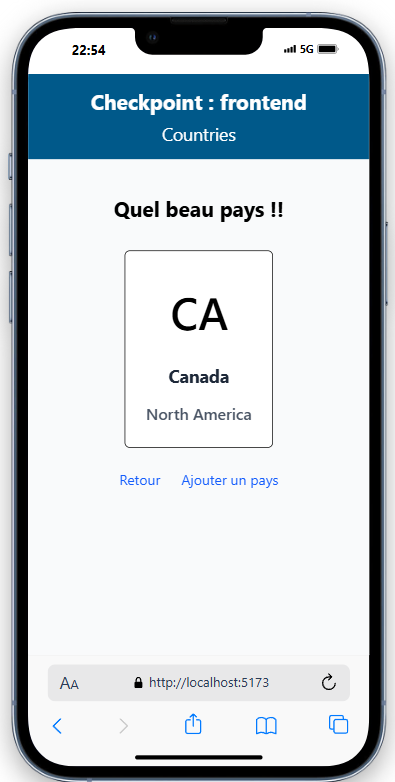 22:54
5G
Checkpoint : frontend
Countries
Quel beau pays !!
CA
Canada
North America
Retour Ajouter un pays
AA
http://localhost:5173